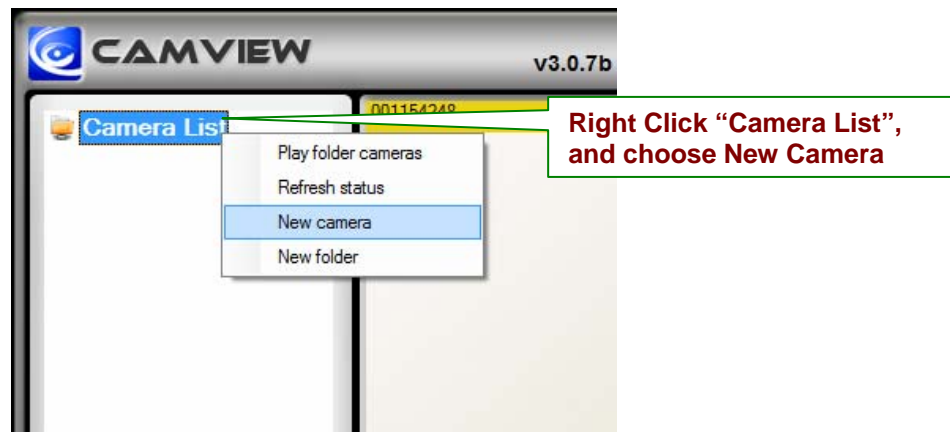 CAMVIEW
v3.0.7b
001154248
Camera List
Right Click “Camera List”,
and choose New Camera
Play folder cameras
Refresh status
New camera
New folder